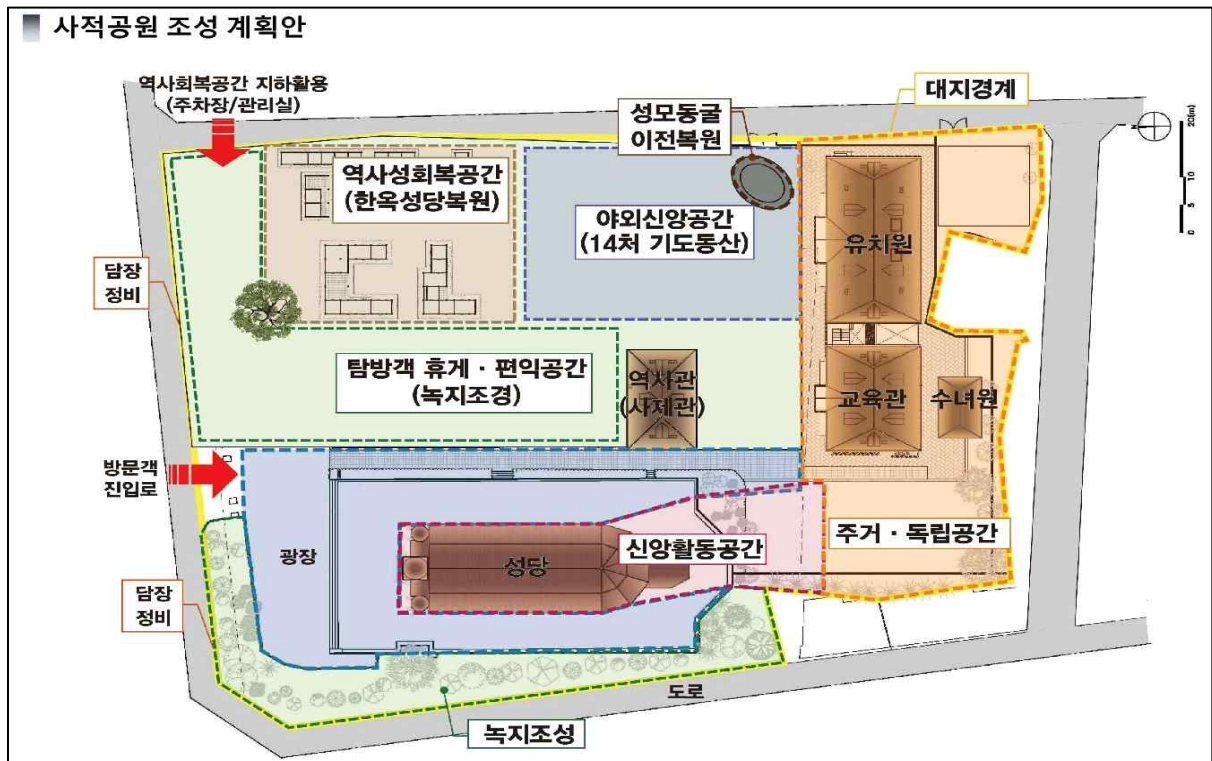 사적공원 조성 계획안
역사회복공간 지하활용
(주차장/관리실)
성모동굴
이전복원
대지경계
N
20(m)
10
5
0
역사성회복공간
(한옥성당복원)
야외신앙공간
(14처 기도동산)
유치원
담장
정비
탐방객 휴게 · 편익공간
(녹지조경)
역사관
(사제관)
교육관
수녀원
방문객
진입로
광장
성당
신앙활동공간
주거 · 독립공간
담장
정비
도로
녹지조성